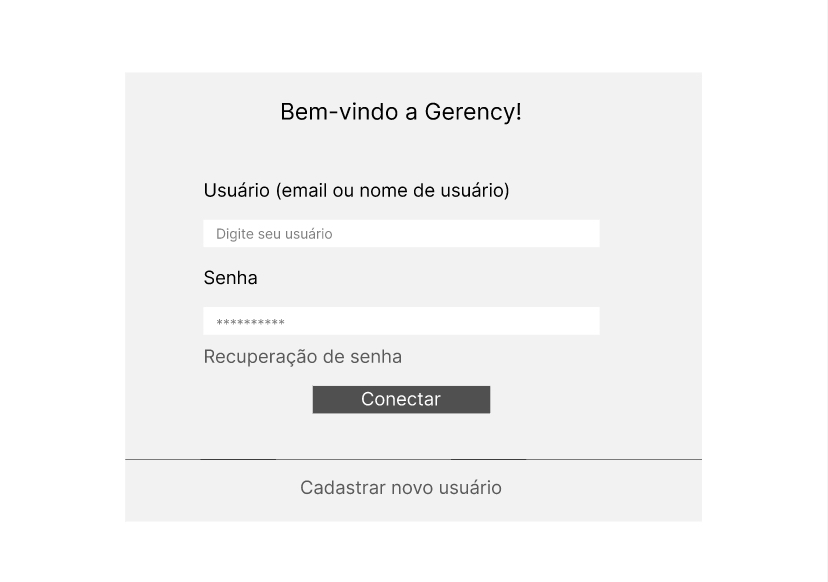 Bem-vindo a Gerency!
Usuário (email ou nome de usuário)
Digite seu usuário
Senha
**********
Recuperação de senha
Conectar
Cadastrar novo usuário